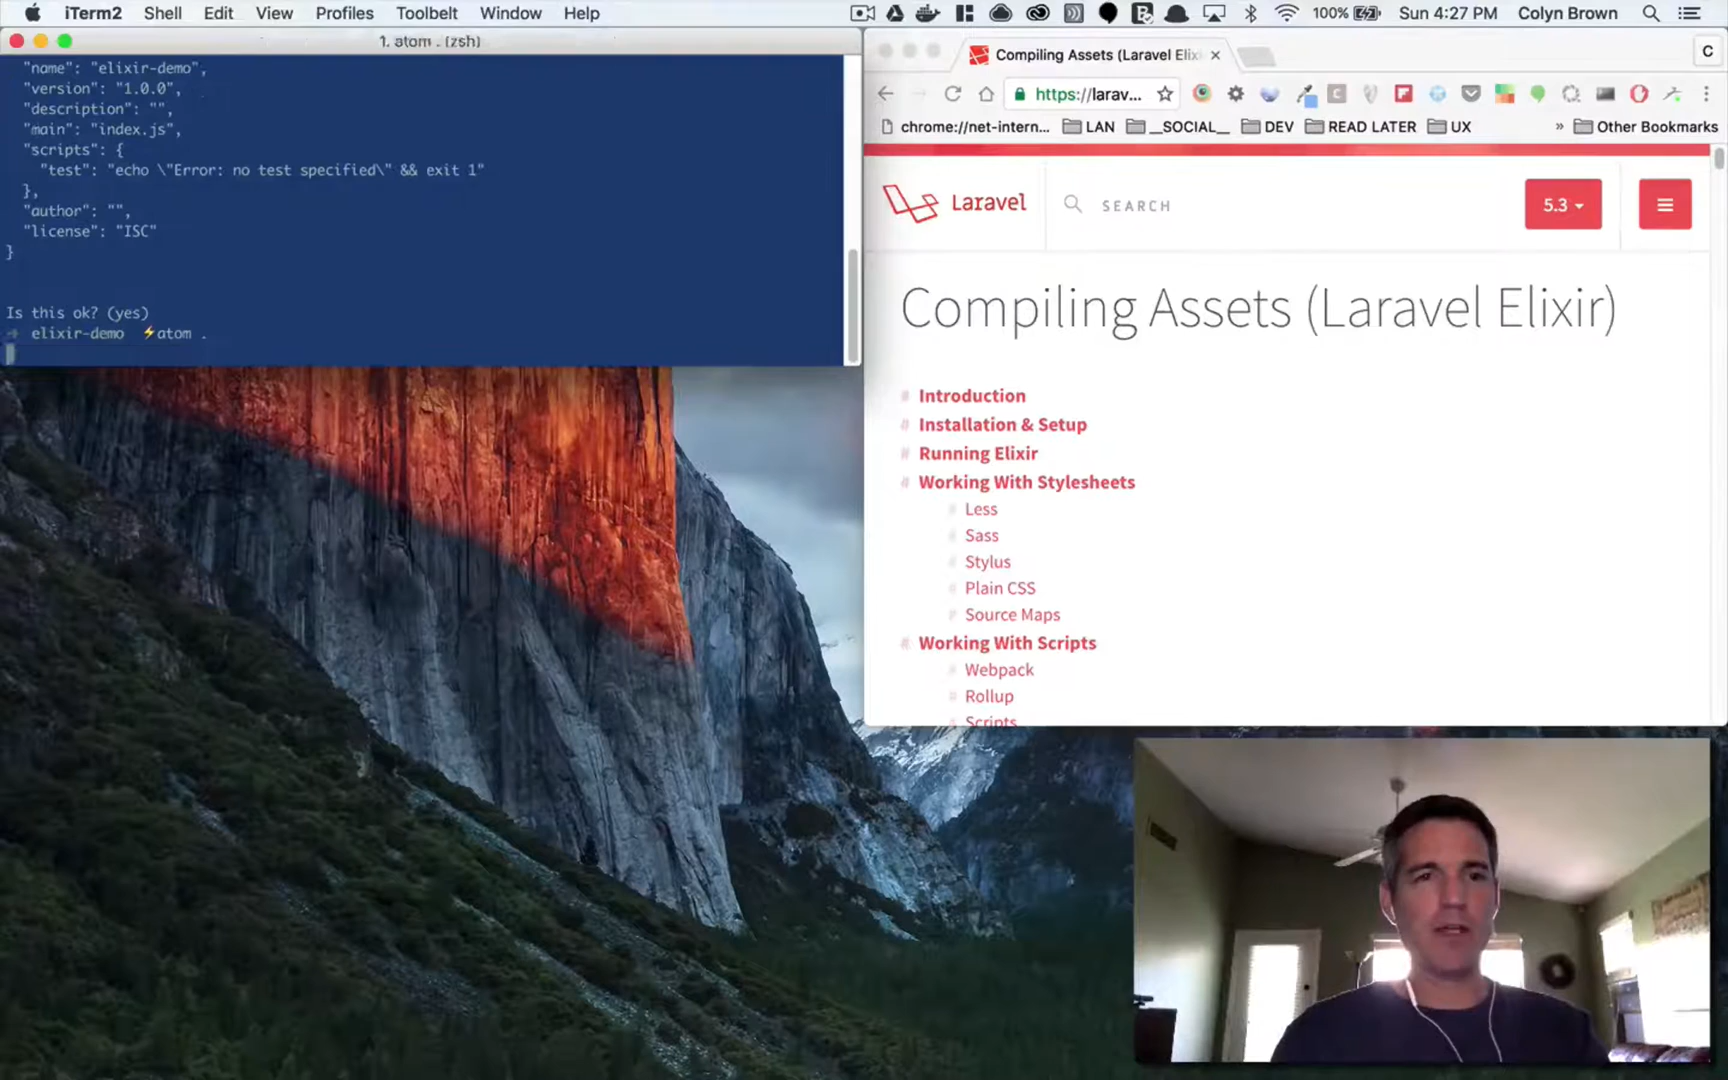 iTerm2 Shell Edit View Profiles Toolbelt Window Help
100% Sun 4:27 PM Colyn Brown
1. atom . (zsh)
"name": "elixir-demo",
"version": "1.0.0",
"description": "",
"main": "index.js",
"scripts": {
"test": "echo \"Error: no test specified\" && exit 1"
},
"author": "",
"license": "ISC"
}
Is this ok? (yes)
→ elixir-demo ⚡atom .
Compiling Assets (Laravel Elixi
C
https://larav...
chrome://net-intern... LAN __SOCIAL__ DEV READ LATER UX » Other Bookmarks
Laravel
SEARCH
5.3
Compiling Assets (Laravel Elixir)
# Introduction
# Installation & Setup
# Running Elixir
# Working With Stylesheets
# Less
# Sass
# Stylus
# Plain CSS
# Source Maps
# Working With Scripts
# Webpack
# Rollup
Scripts